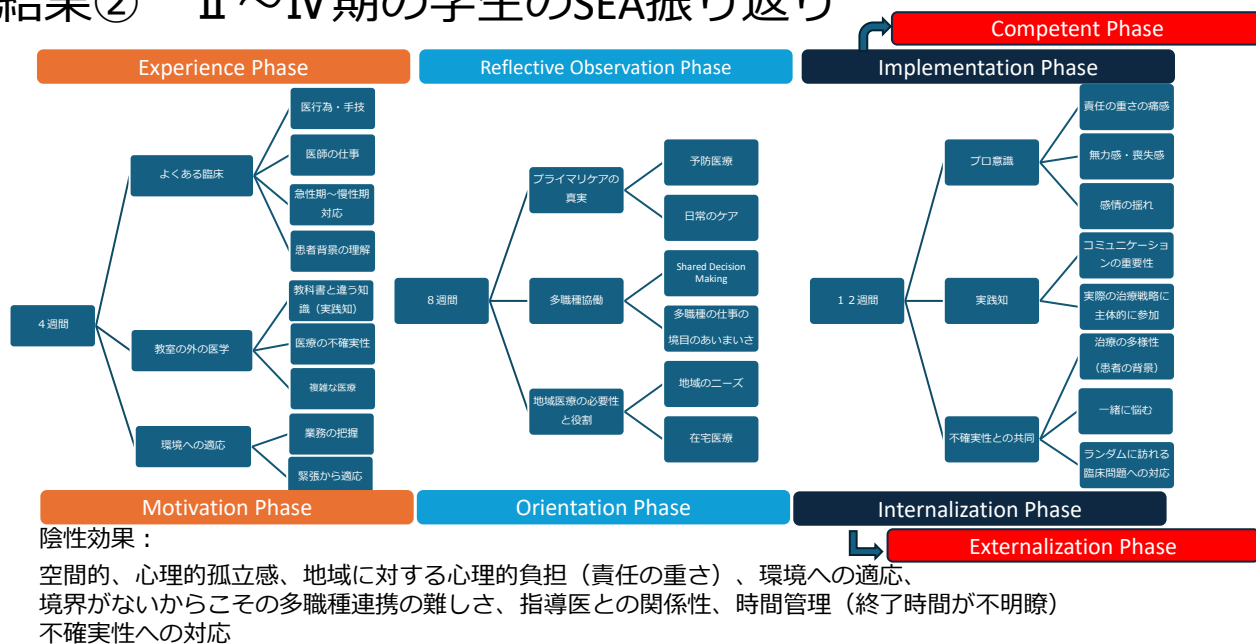 結果② Ⅱ～Ⅳ期の学生のSEA振り返り
Competent Phase
Experience Phase
Reflective Observation Phase
Implementation Phase
4週間
よくある臨床
医行為・手技
医師の仕事
急性期～慢性期
対応
患者背景の理解
教室の外の医学
教科書と違う知
識（実践知）
医療の不確実性
複雑な医療
環境への適応
業務の把握
緊張から適応
8週間
プライマリケアの
真実
予防医療
日常のケア
多職種協働
Shared Decision
Making
多職種の仕事の
境目のあいまいさ
地域医療の必要性
と役割
地域のニーズ
在宅医療
12週間
プロ意識
責任の重さの痛感
無力感・喪失感
感情の揺れ
実践知
コミュニケーショ
ンの重要性
実際の治療戦略に
主体的に参加
不確実性との共同
治療の多様性
（患者の背景）
一緒に悩む
ランダムに訪れる
臨床問題への対応
Motivation Phase
Orientation Phase
Internalization Phase
Externalization Phase
陰性効果：
空間的、心理的孤立感、地域に対する心理的負担（責任の重さ）、環境への適応、
境界がないからこその多職種連携の難しさ、指導医との関係性、時間管理（終了時間が不明瞭）
不確実性への対応